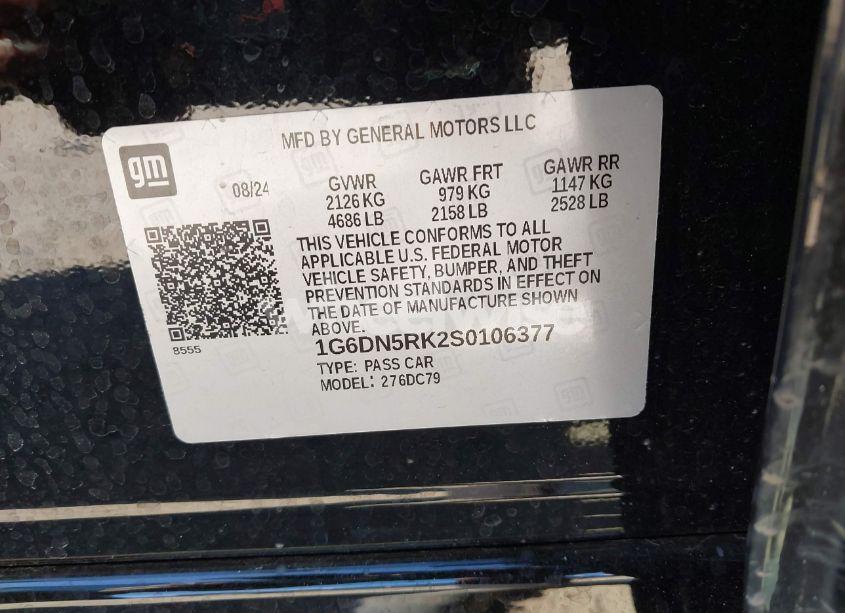 MFD BY GENERAL MOTORS LLC
gm
08/24
GVWR
2126 KG
4686 LB
GAWR FRT
979 KG
2158 LB
GAWR RR
1147 KG
2528 LB
THIS VEHICLE CONFORMS TO ALL
APPLICABLE U.S. FEDERAL MOTOR
VEHICLE SAFETY, BUMPER, AND THEFT
PREVENTION STANDARDS IN EFFECT ON
THE DATE OF MANUFACTURE SHOWN
ABOVE.
8555
1G6DN5RK2S0106377
TYPE: PASS CAR
MODEL: 276DC79